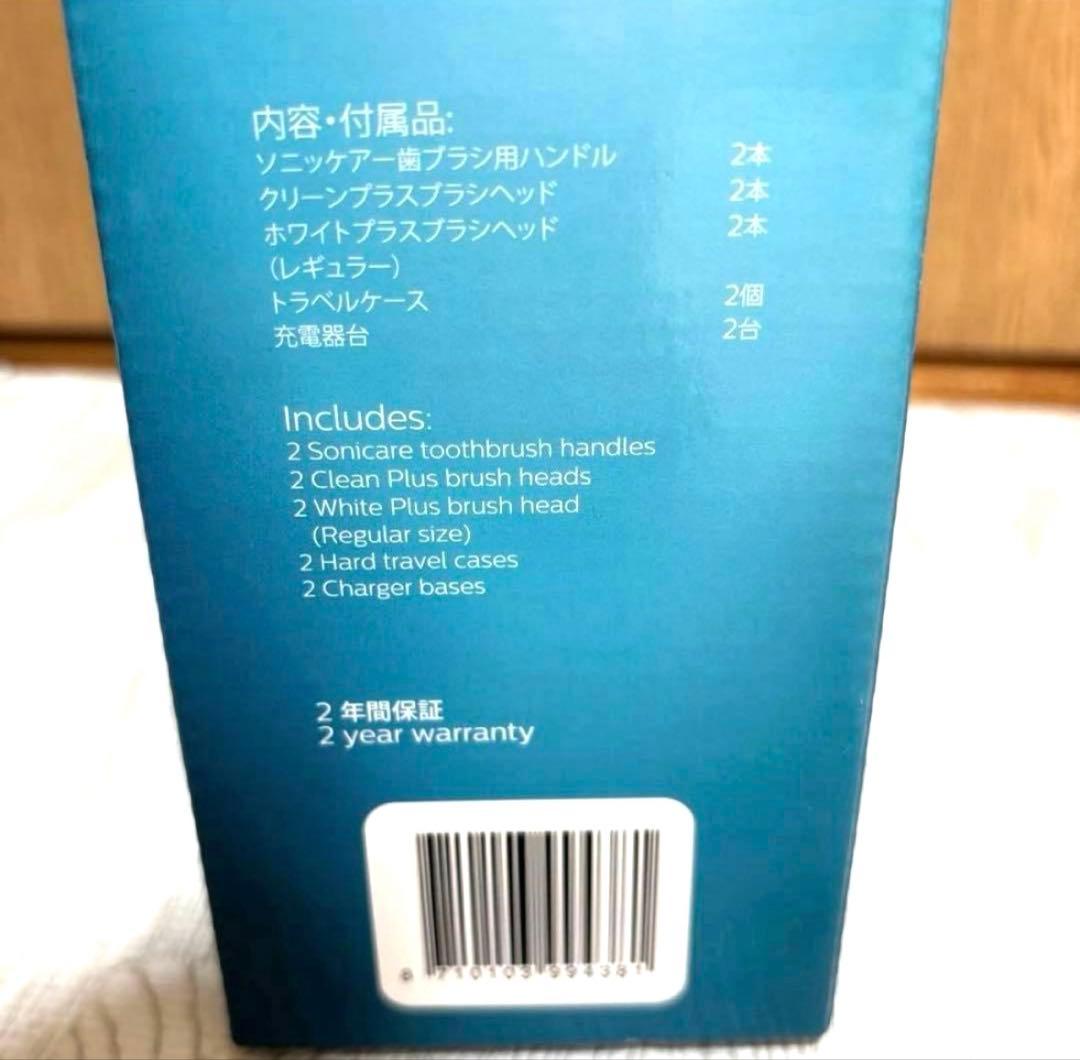 内容・付属品:
ソニッケアー歯ブラシ用ハンドル 2本
クリーンプラスブラシヘッド 2本
ホワイトプラスブラシヘッド 2本
（レギュラー）
トラベルケース 2個
充電器台 2台
Includes:
2 Sonicare toothbrush handles
2 Clean Plus brush heads
2 White Plus brush head
(Regular size)
2 Hard travel cases
2 Charger bases
2 年間保証
2 year warranty
8 710103 994381